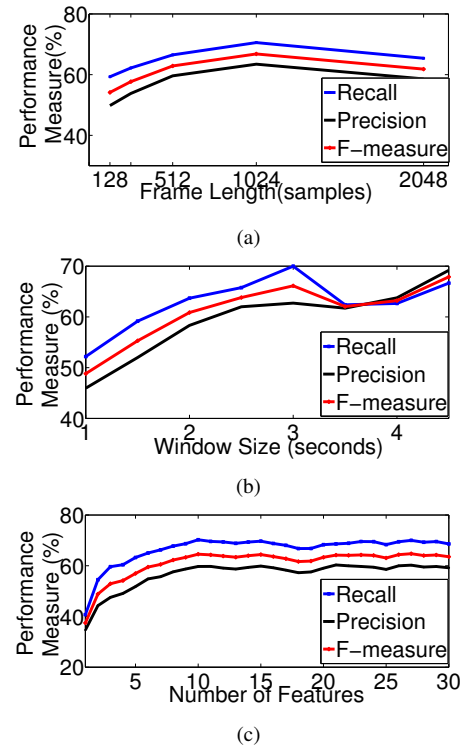 80
60
40
Performance
Measure(%)
Recall
Precision
F-measure
128 512 1024 2048
Frame Length(samples)
(a)
70
60
50
40
Performance
Measure (%)
Recall
Precision
F-measure
1 2 3 4
Window Size (seconds)
(b)
80
60
40
20
Performance
Measure (%)
Recall
Precision
F-measure
5 10 15 20 25 30
Number of Features
(c)